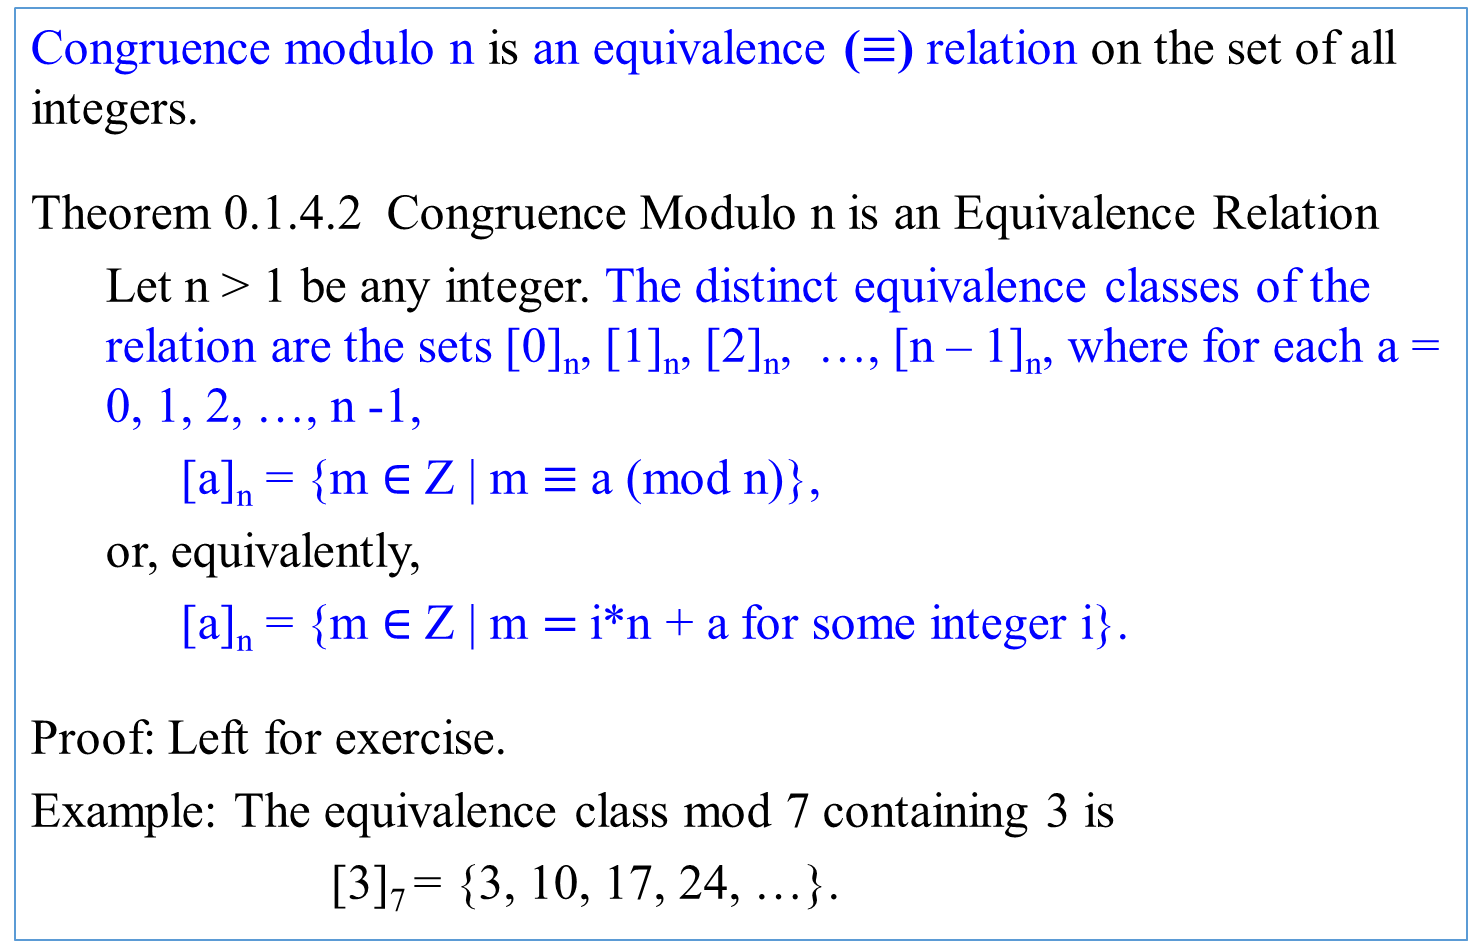 Congruence modulo n is an equivalence (≡) relation on the set of all
integers.
Theorem 0.1.4.2 Congruence Modulo n is an Equivalence Relation
Let n > 1 be any integer. The distinct equivalence classes of the
relation are the sets [0]ₙ, [1]ₙ, [2]ₙ, …, [n – 1]ₙ, where for each a =
0, 1, 2, …, n -1,
[a]ₙ = {m ∈ Z | m ≡ a (mod n)},
or, equivalently,
[a]ₙ = {m ∈ Z | m = i*n + a for some integer i}.
Proof: Left for exercise.
Example: The equivalence class mod 7 containing 3 is
[3]₇ = {3, 10, 17, 24, …}.